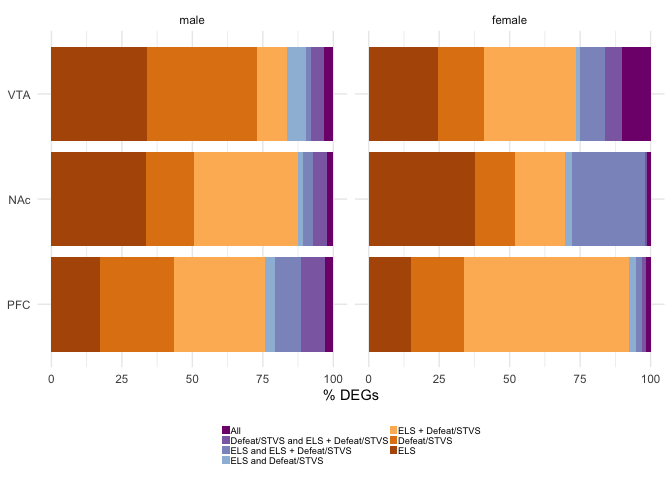 male female
VTA
NAc
PFC
0 25 50 75 100 0 25 50 75 100
% DEGs
All ELS + Defeat/STVS
Defeat/STVS and ELS + Defeat/STVS Defeat/STVS
ELS and ELS + Defeat/STVS ELS
ELS and Defeat/STVS